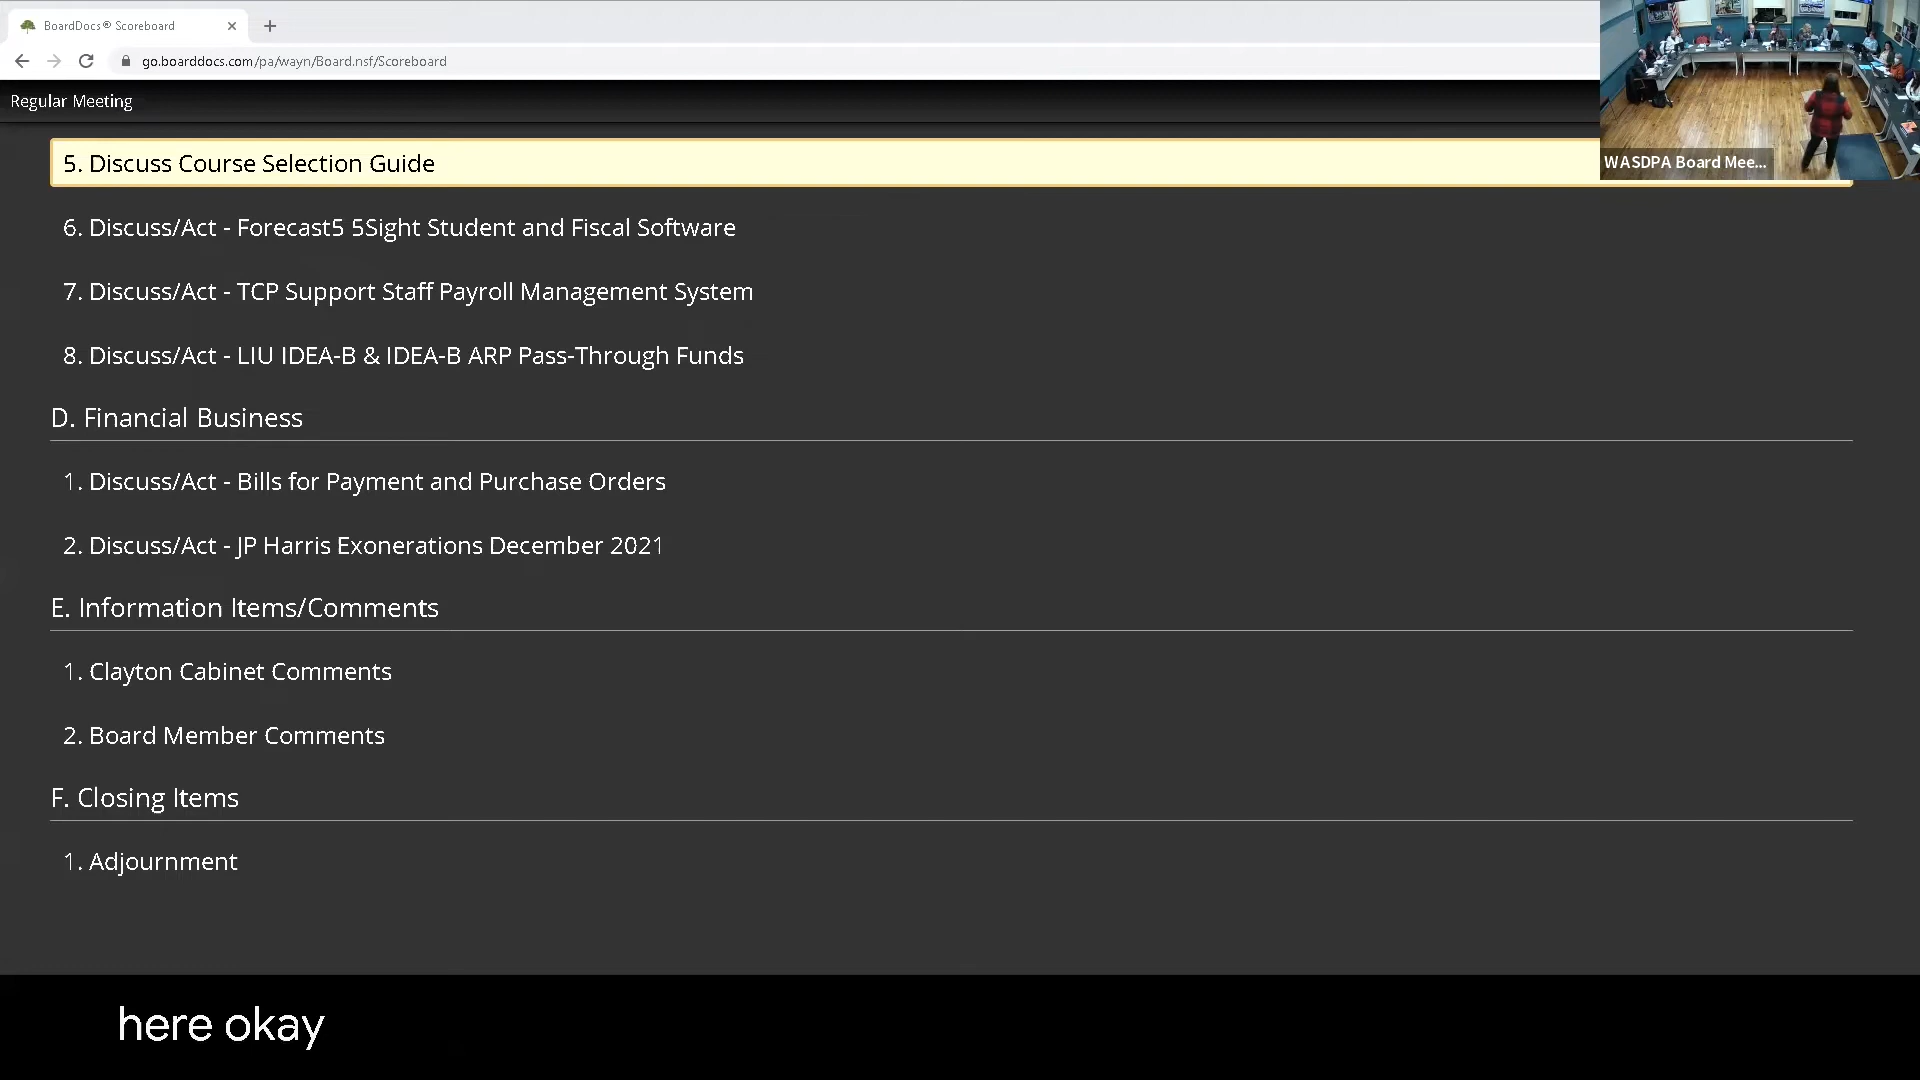 BoardDocs® Scoreboard
go.boarddocs.com/pa/wayn/Board.nsf/Scoreboard
Regular Meeting
WASDPA Board Mee...
5. Discuss Course Selection Guide
6. Discuss/Act - Forecast5 5Sight Student and Fiscal Software
7. Discuss/Act - TCP Support Staff Payroll Management System
8. Discuss/Act - LIU IDEA-B & IDEA-B ARP Pass-Through Funds
D. Financial Business
1. Discuss/Act - Bills for Payment and Purchase Orders
2. Discuss/Act - JP Harris Exonerations December 2021
E. Information Items/Comments
1. Clayton Cabinet Comments
2. Board Member Comments
F. Closing Items
1. Adjournment
here okay